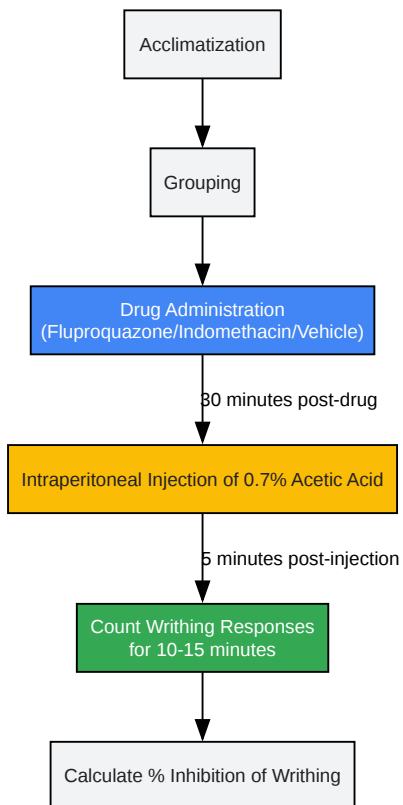 Acclimatization
Grouping
Drug Administration
(Fluproquazone/Indomethacin/Vehicle)
30 minutes post-drug
Intraperitoneal Injection of 0.7% Acetic Acid
5 minutes post-injection
Count Writhing Responses
for 10-15 minutes
Calculate % Inhibition of Writhing